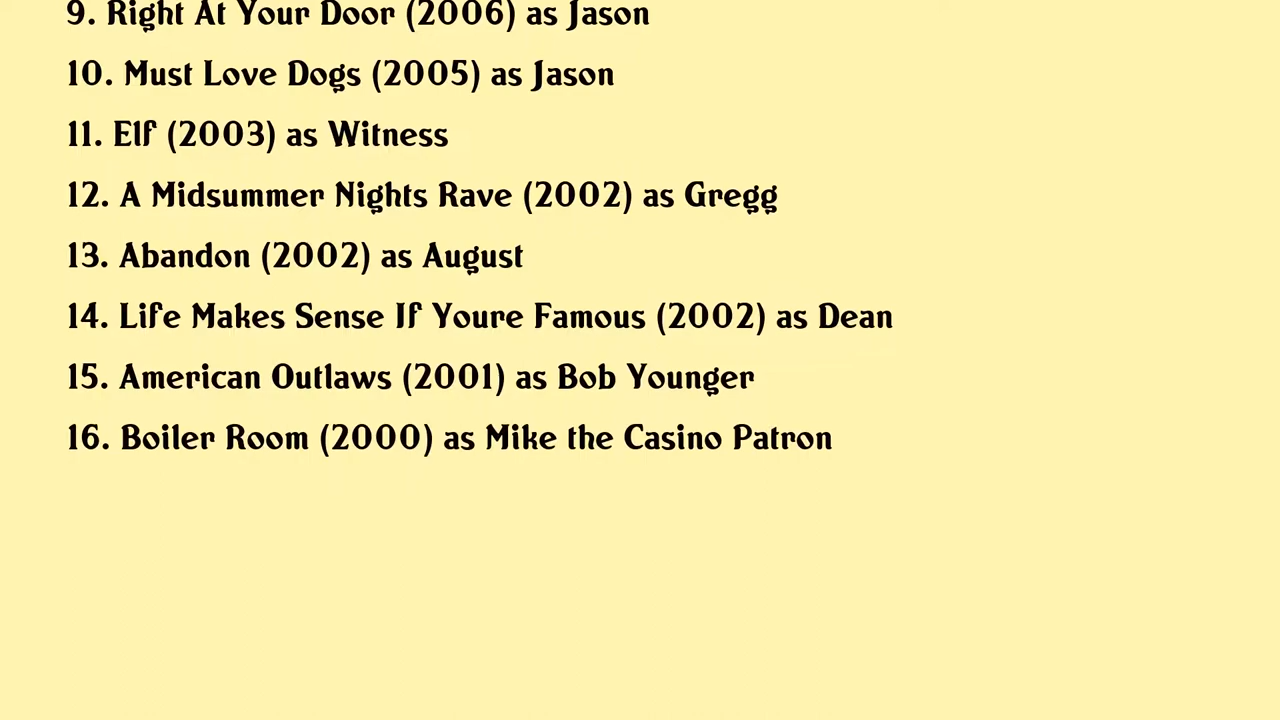 9. Right At Your Door (2006) as Jason
10. Must Love Dogs (2005) as Jason
11. Elf (2003) as Witness
12. A Midsummer Nights Rave (2002) as Gregg
13. Abandon (2002) as August
14. Life Makes Sense If Youre Famous (2002) as Dean
15. American Outlaws (2001) as Bob Younger
16. Boiler Room (2000) as Mike the Casino Patron